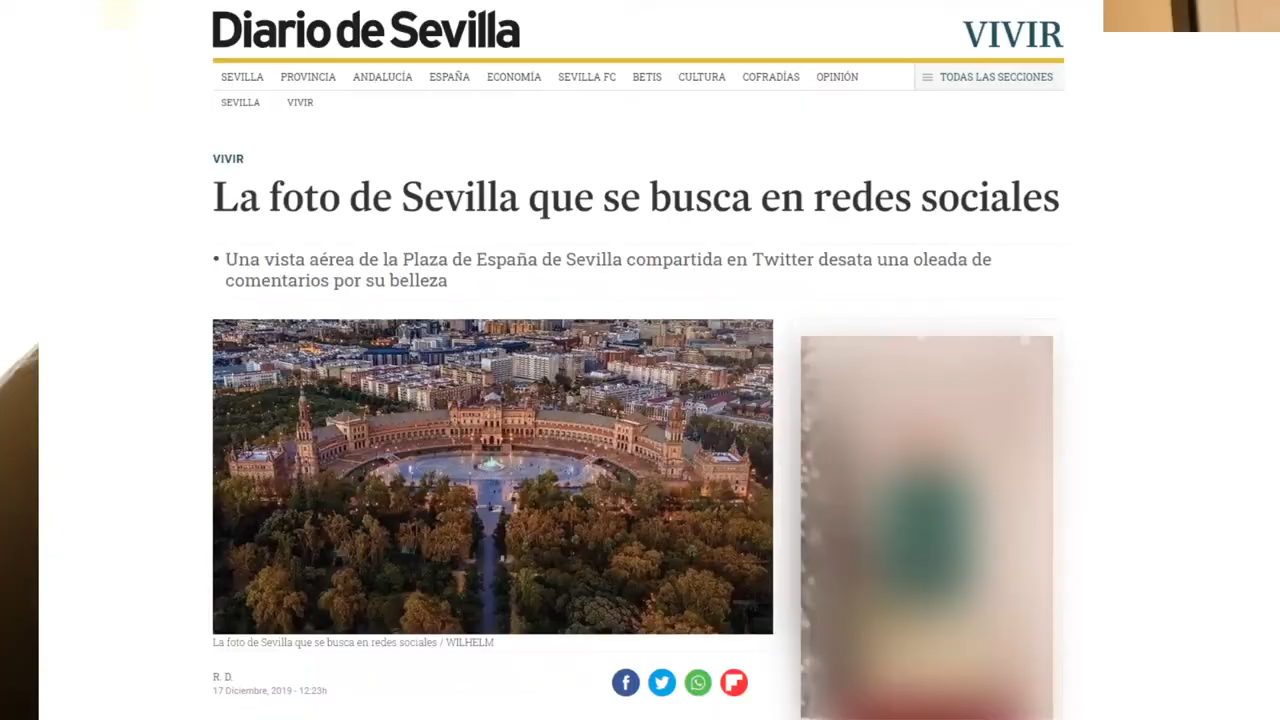 Diario de Sevilla
VIVIR
SEVILLA PROVINCIA ANDALUCÍA ESPAÑA ECONOMÍA SEVILLA FC BETIS CULTURA COFRADÍAS OPINIÓN TODAS LAS SECCIONES
SEVILLA VIVIR
VIVIR
La foto de Sevilla que se busca en redes sociales
• Una vista aérea de la Plaza de España de Sevilla compartida en Twitter desata una oleada de
comentarios por su belleza
La foto de Sevilla que se busca en redes sociales / WILHELM
R. D.
17 Diciembre, 2019 - 12:23h